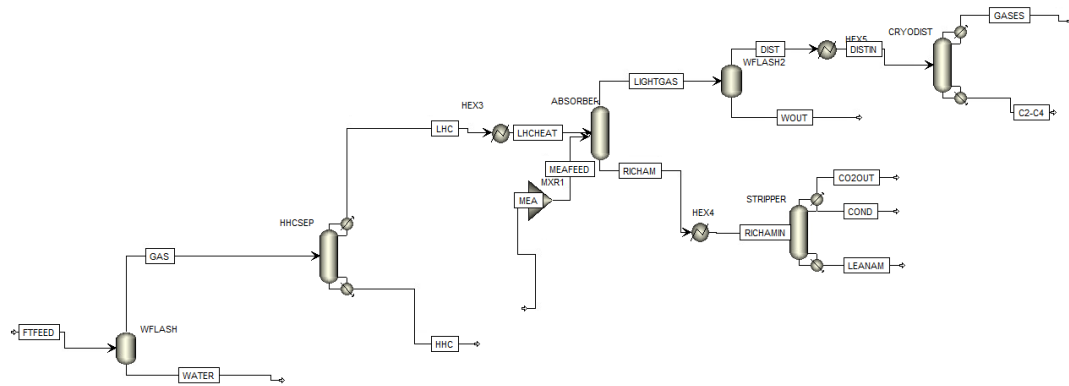 GASES
CRYODIST
HEX5
DIST
DISTIN
WFLASH2
LIGHTGAS
ABSORBER
HEX3
LHC
LHCHEAT
C2-C4
WOUT
MEAFEED
RICHAM
MXR1
MEA
CO2OUT
STRIPPER
HEX4
COND
RICHAMIN
HHCSEP
GAS
LEANAM
FTFEED
WFLASH
HHC
WATER